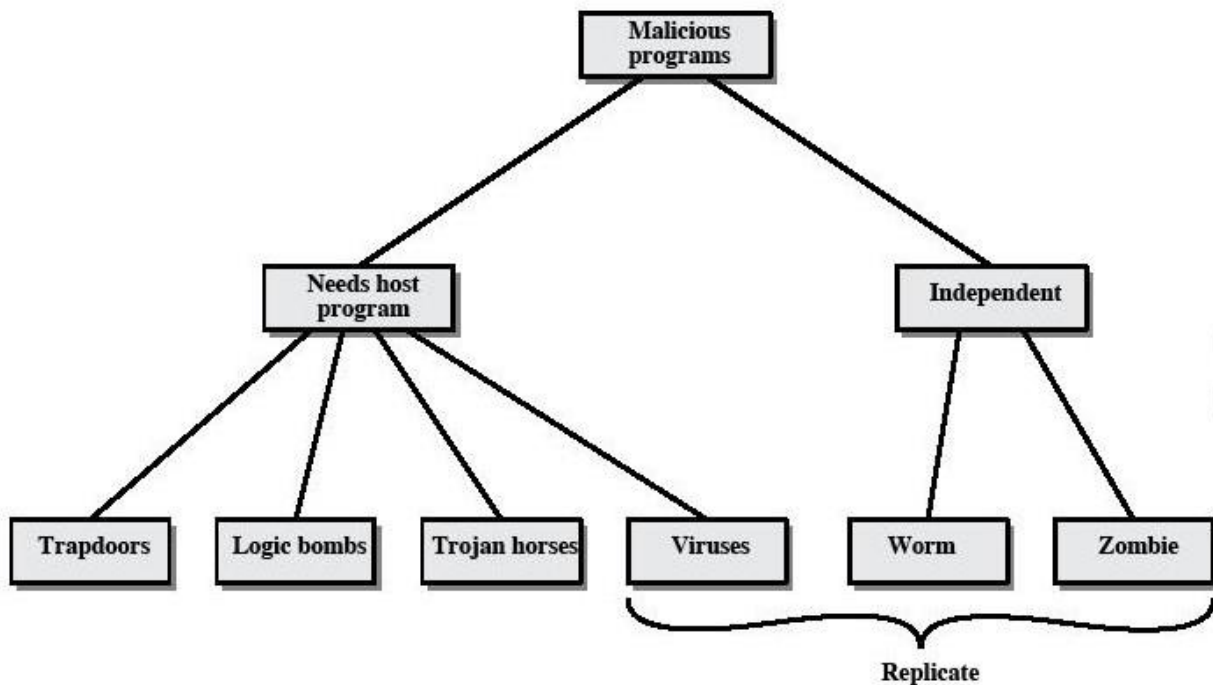 Malicious
programs
Needs host
program
Independent
Trapdoors
Logic bombs
Trojan horses
Viruses
Worm
Zombie
Replicate